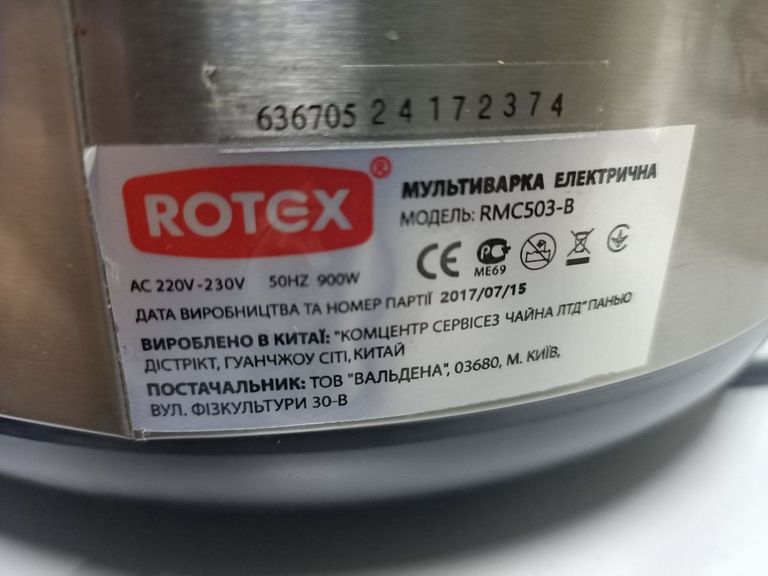 636705 24172374
ROTEX®
МУЛЬТИВАРКА ЕЛЕКТРИЧНА
МОДЕЛЬ: RMC503-B
CE PC ME69
AC 220V-230V 50HZ 900W
ДАТА ВИРОБНИЦТВА ТА НОМЕР ПАРТІЇ 2017/07/15
ВИРОБЛЕНО В КИТАЇ: "КОМЦЕНТР СЕРВІСЕЗ ЧАЙНА ЛТД" ПАНЬЮ
ДІСТРІКТ, ГУАНЧЖОУ СІТІ, КИТАЙ
ПОСТАЧАЛЬНИК: ТОВ "ВАЛЬДЕНА", 03680, М. КИЇВ,
ВУЛ. ФІЗКУЛЬТУРИ 30-В